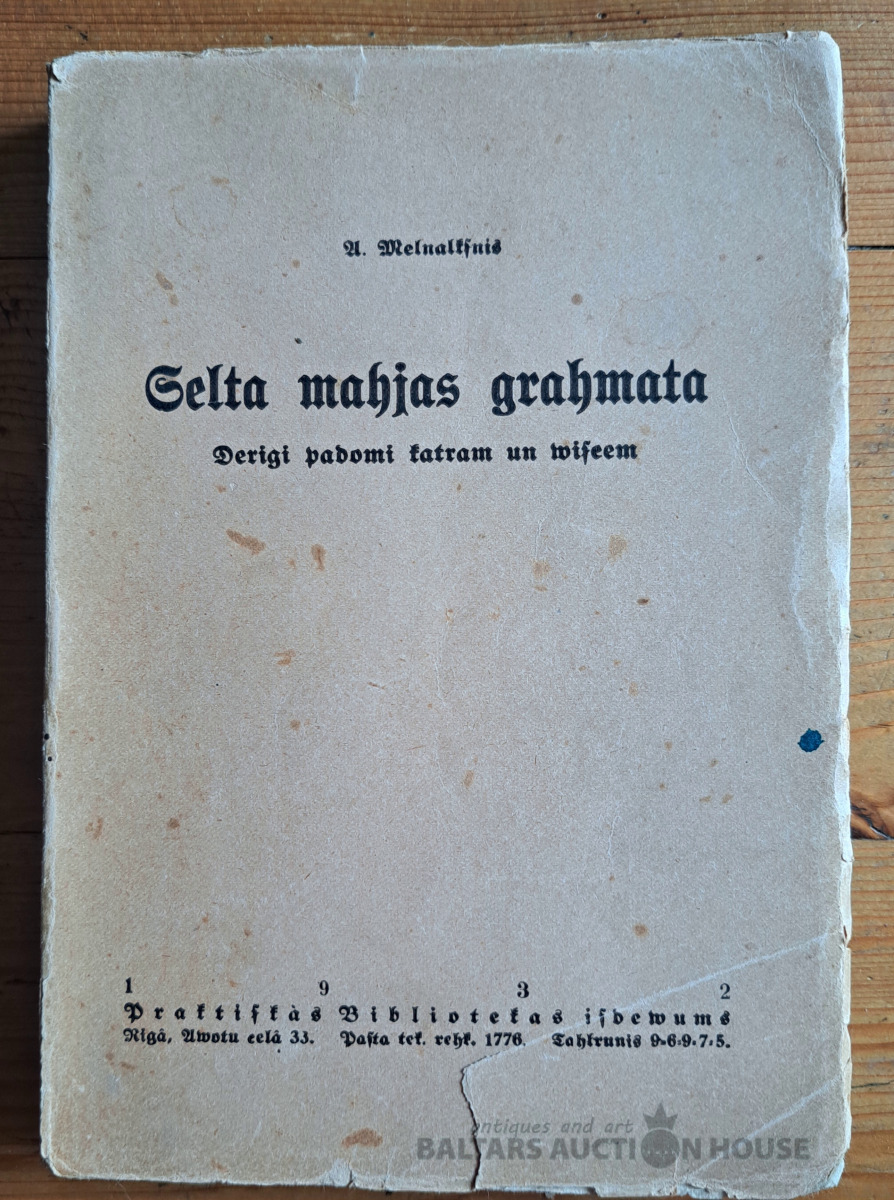 A. Melnalkſnis
Selta mahjas grahmata
Derigi padomi katram un wiſeem
1 9 3 2
Praktiſkàs Bibliotekas iſdewums
Rigâ, Awotu eelâ 33. Paſta tek. rehk. 1776. Tahlrunis 9-6-9-7-5.
antiques and art
BALTARS AUCTION HOUSE